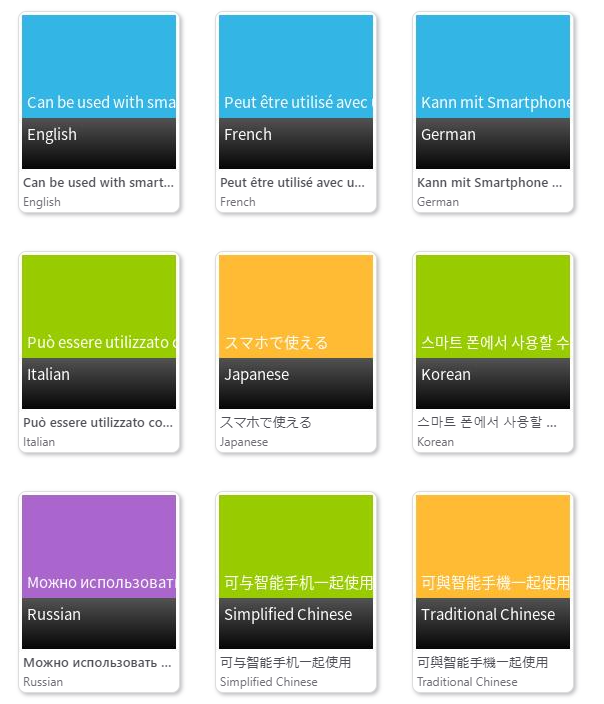 Can be used with sma
English
Can be used with smart...
English
Peut être utilisé avec
French
Peut être utilisé avec u...
French
Kann mit Smartphone
German
Kann mit Smartphone ...
German
Può essere utilizzato c
Italian
Può essere utilizzato co...
Italian
スマホで使える
Japanese
スマホで使える
Japanese
스마트 폰에서 사용할 수
Korean
스마트 폰에서 사용할 ...
Korean
Можно использоват
Russian
Можно использовать ...
Russian
可与智能手机一起使用
Simplified Chinese
可与智能手机一起使用
Simplified Chinese
可與智能手機一起使用
Traditional Chinese
可與智能手機一起使用
Traditional Chinese